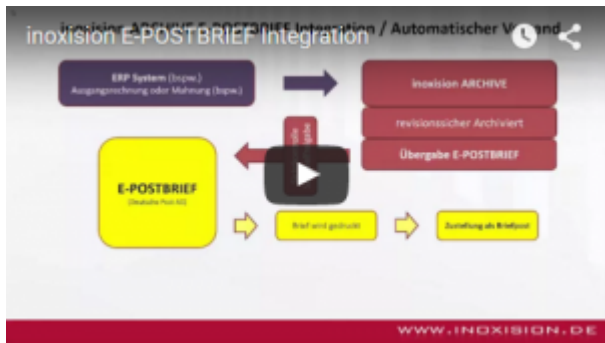 inoxision ARCHIVE E-POSTBRIEF Integration / Automatischer Versand
inoxision E-POSTBRIEF Integration
ERP System (bspw.)
Ausgangsrechnung oder Mahnung (bspw.)
inoxision ARCHIVE
revisionssicher Archiviert
Übergabe E-POSTBRIEF
E-POSTBRIEF
(Deutsche Post AG)
Brief wird gedruckt
Zustellung als Briefpost
WWW.INOXISION.DE